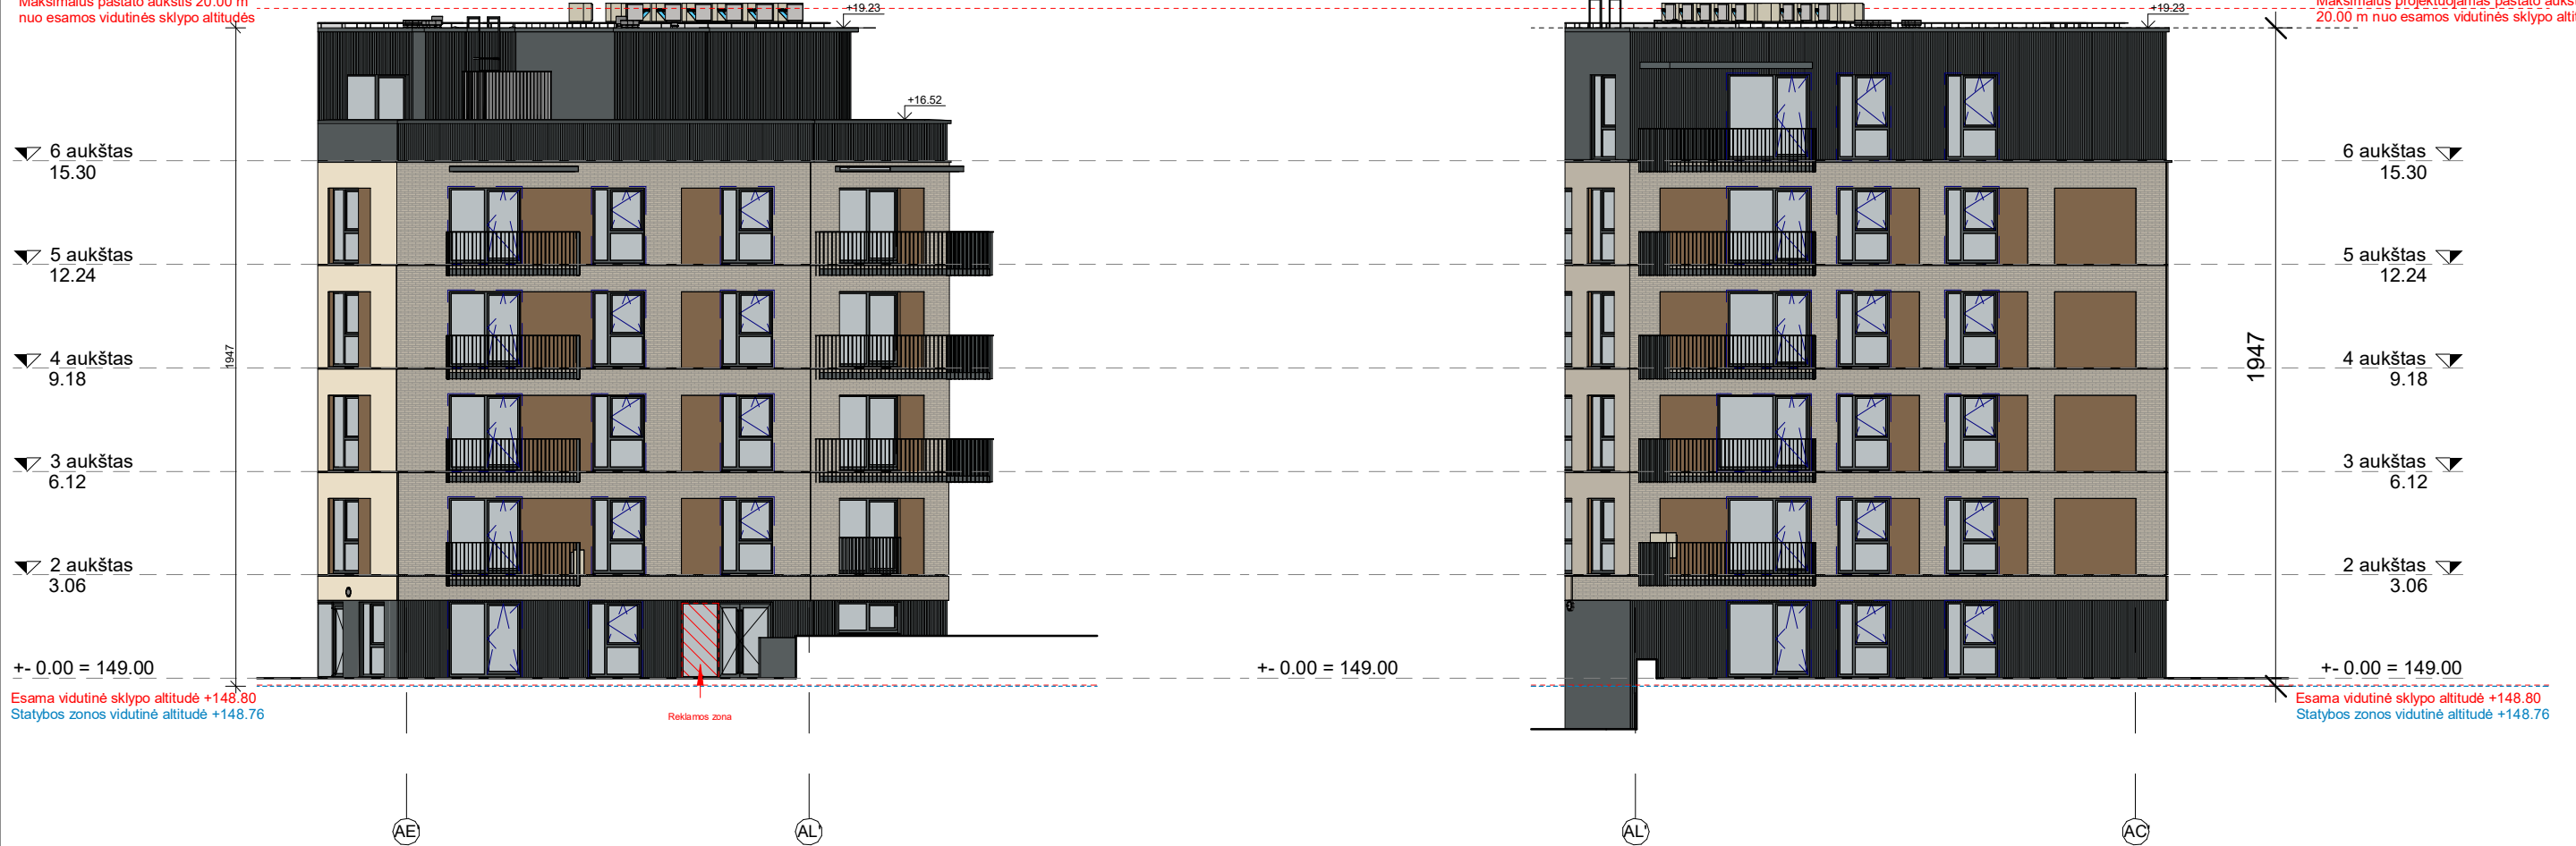 Maksimalus pastato aukštis 20.00 m
nuo esamos vidutinės sklypo altitudės
+19.23
+16.52
6 aukštas
15.30
5 aukštas
12.24
4 aukštas
9.18
3 aukštas
6.12
2 aukštas
3.06
+- 0.00 = 149.00
Esama vidutinė sklypo altitudė +148.80
Statybos zonos vidutinė altitudė +148.76
1947
Reklamos zona
AE'
AL'
+- 0.00 = 149.00
Maksimalus projektuojamas pastato
20.00 m nuo esamos vidutinės sklypo
+19.23
1947
6 aukštas
15.30
5 aukštas
12.24
4 aukštas
9.18
3 aukštas
6.12
2 aukštas
3.06
+- 0.00 = 149.00
Esama vidutinė sklypo altitudė +148.80
Statybos zonos vidutinė altitudė +148.76
AL'
AC'